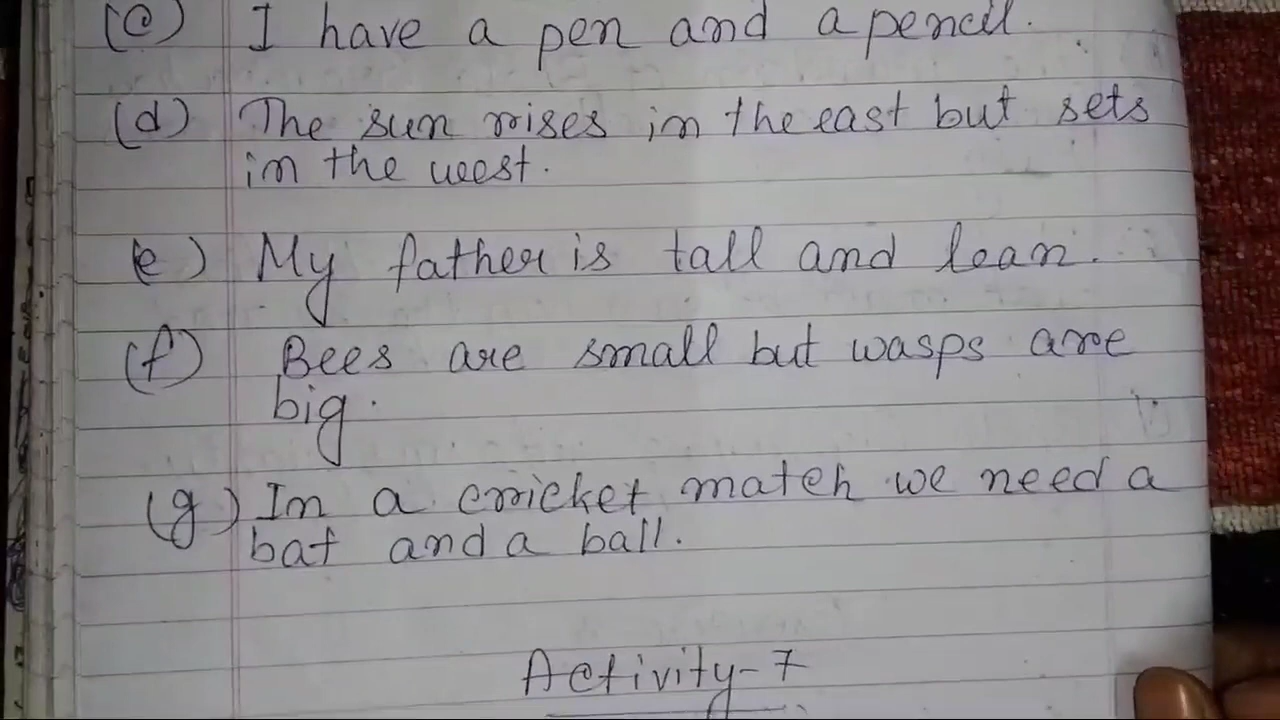 (c) I have a pen and a pencil.
(d) The sun rises in the east but sets
in the west.
(e) My father is tall and lean.
(f) Bees are small but wasps are
big.
(g) In a cricket match we need a
bat and a ball.
Activity-7